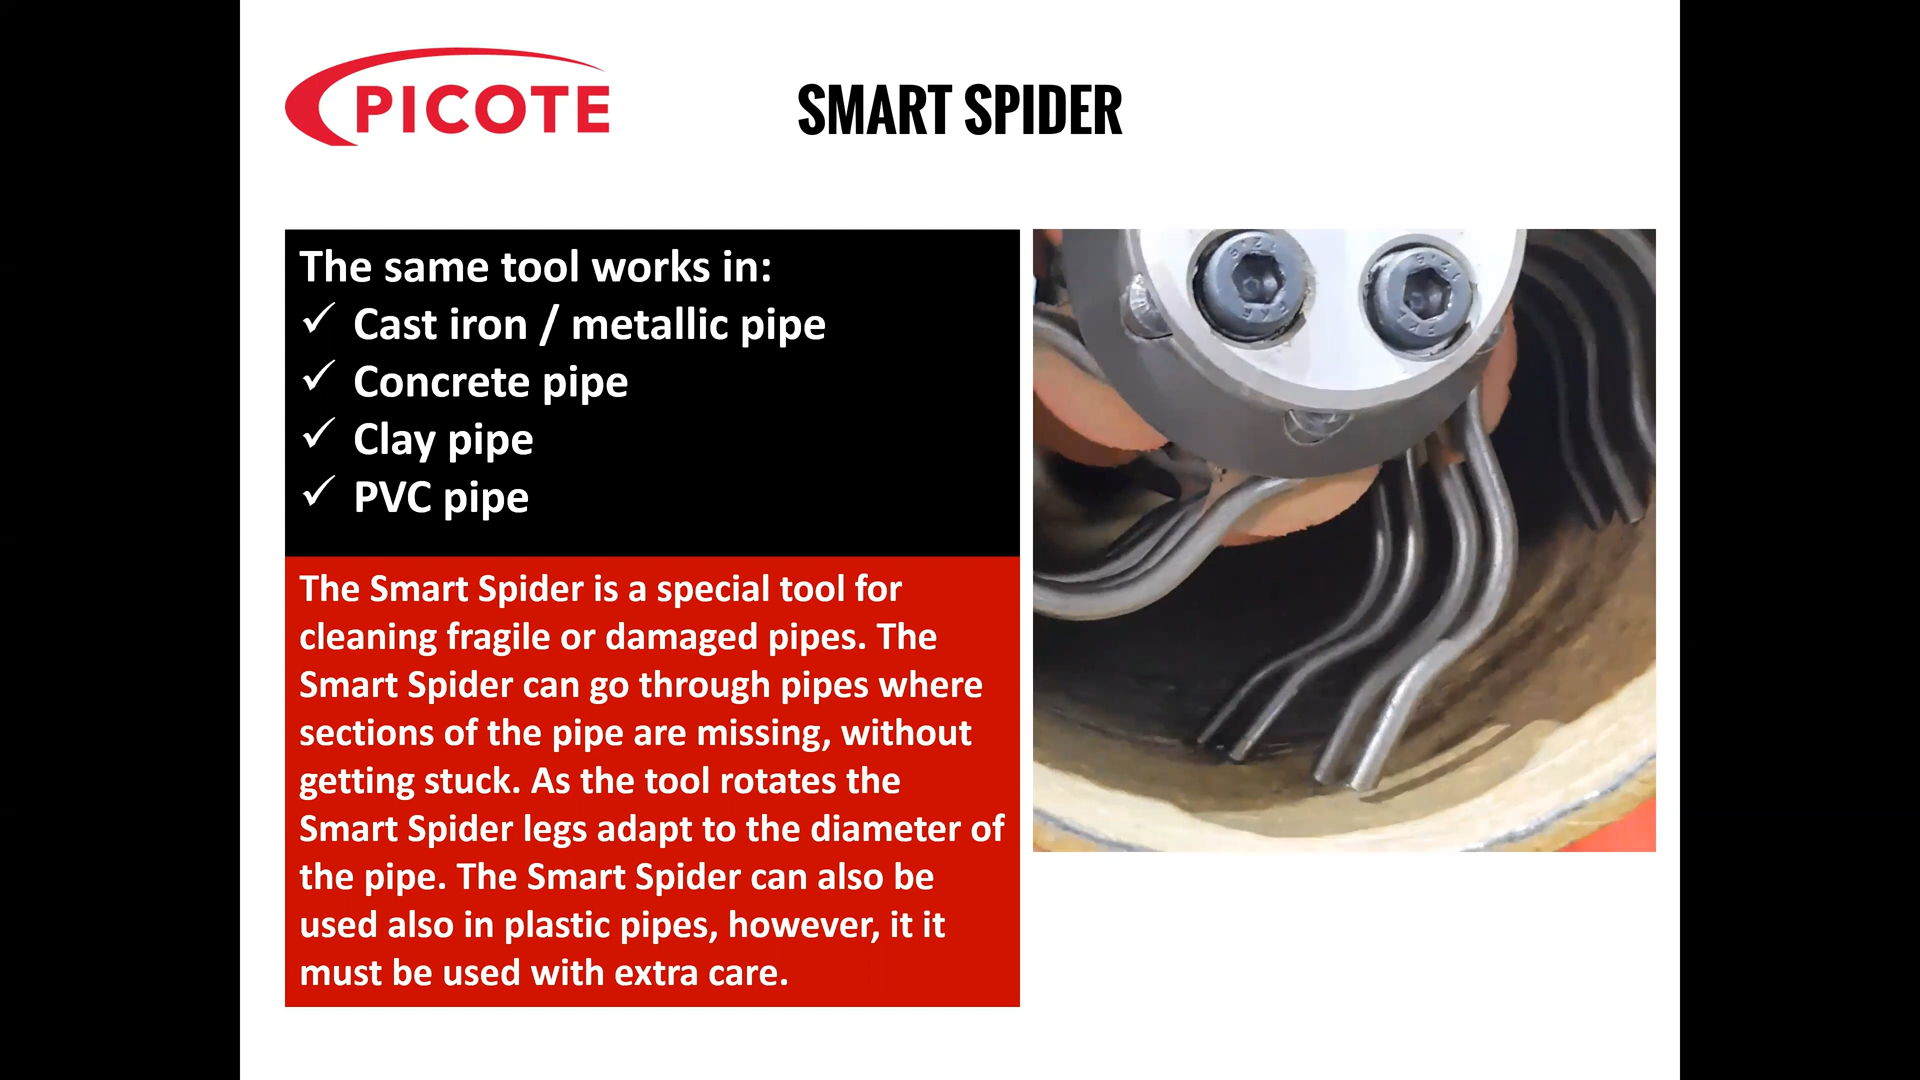 PICOTE
SMART SPIDER
The same tool works in:
✓ Cast iron / metallic pipe
✓ Concrete pipe
✓ Clay pipe
✓ PVC pipe
The Smart Spider is a special tool for
cleaning fragile or damaged pipes. The
Smart Spider can go through pipes where
sections of the pipe are missing, without
getting stuck. As the tool rotates the
Smart Spider legs adapt to the diameter of
the pipe. The Smart Spider can also be
used also in plastic pipes, however, it it
must be used with extra care.